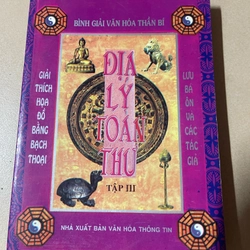 BÌNH GIẢI VĂN HÓA THẦN BÍ
ĐỊA
LÝ
TOÀN
THƯ
TẬP III
GIẢI
THÍCH
HỌA
ĐỒ
BẰNG
BẠCH
THOẠI
LƯU
BÁ
ÔN
VÀ
CÁC
TÁC
GIẢ
NHÀ XUẤT BẢN VĂN HÓA THÔNG TIN